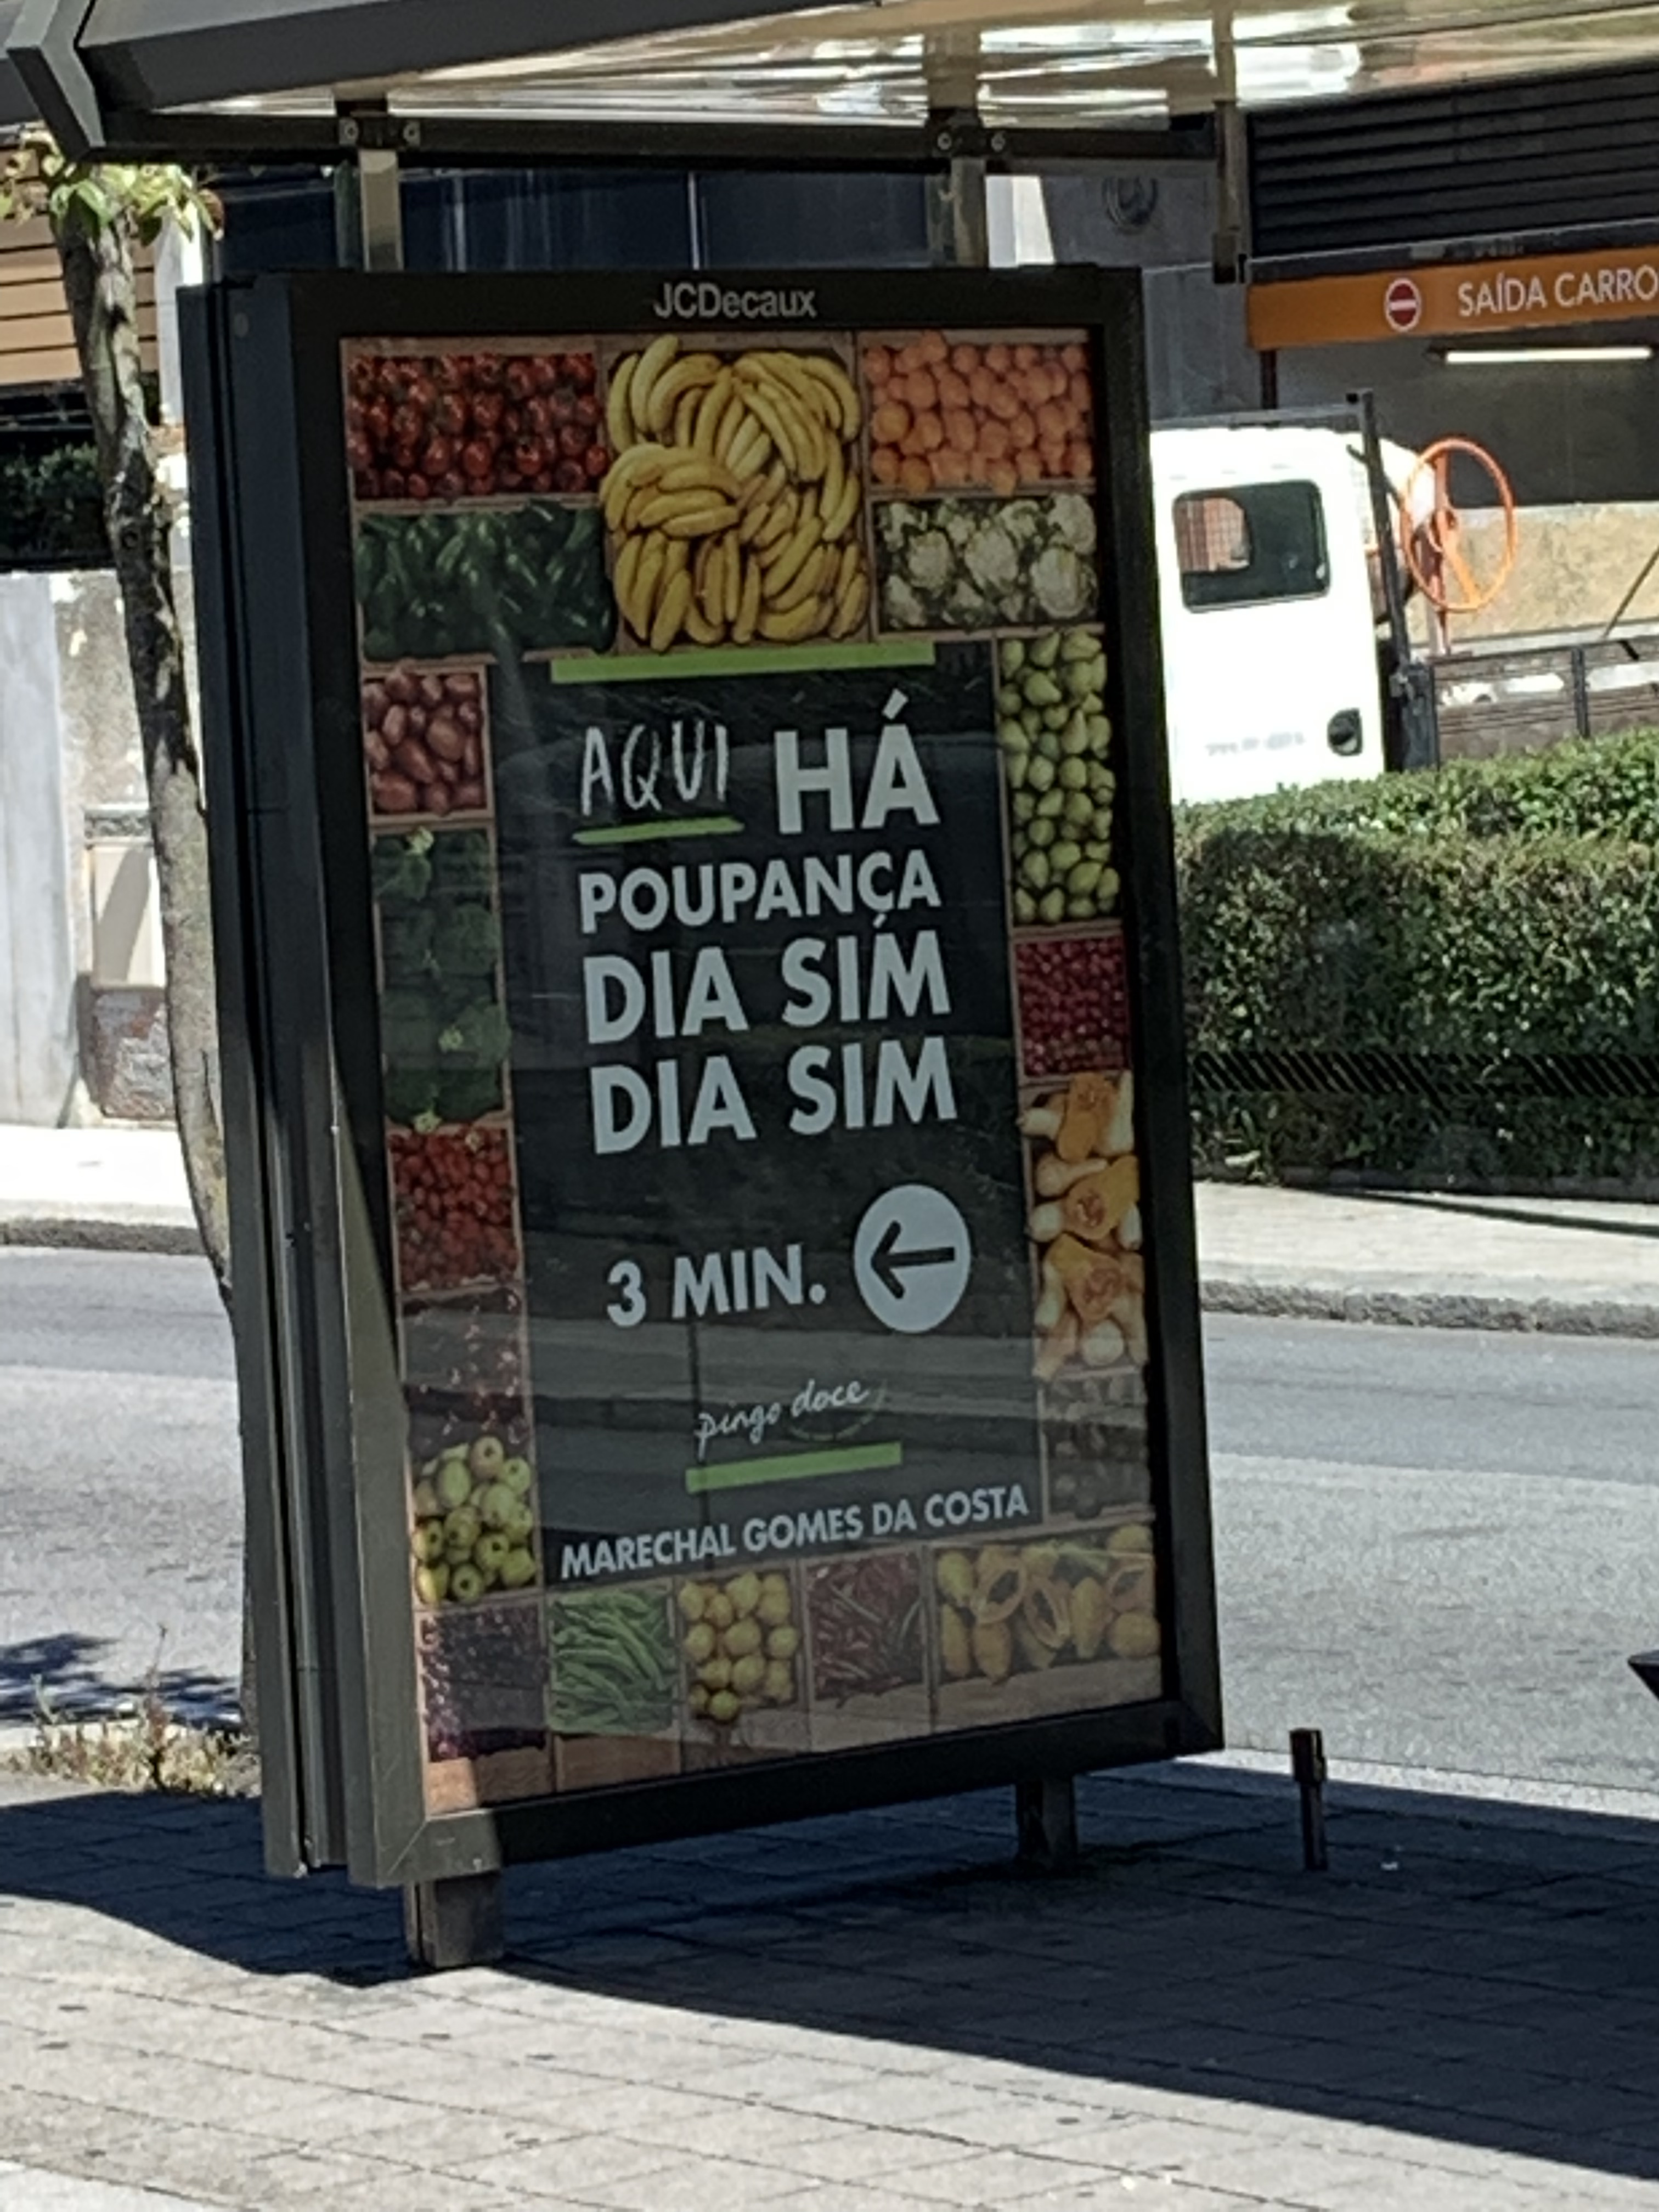 JCDecaux
SAÍDA CARRO
AQUI HÁ
POUPANÇA
DIA SIM
DIA SIM
3 MIN.
pingo doce
MARECHAL GOMES DA COSTA